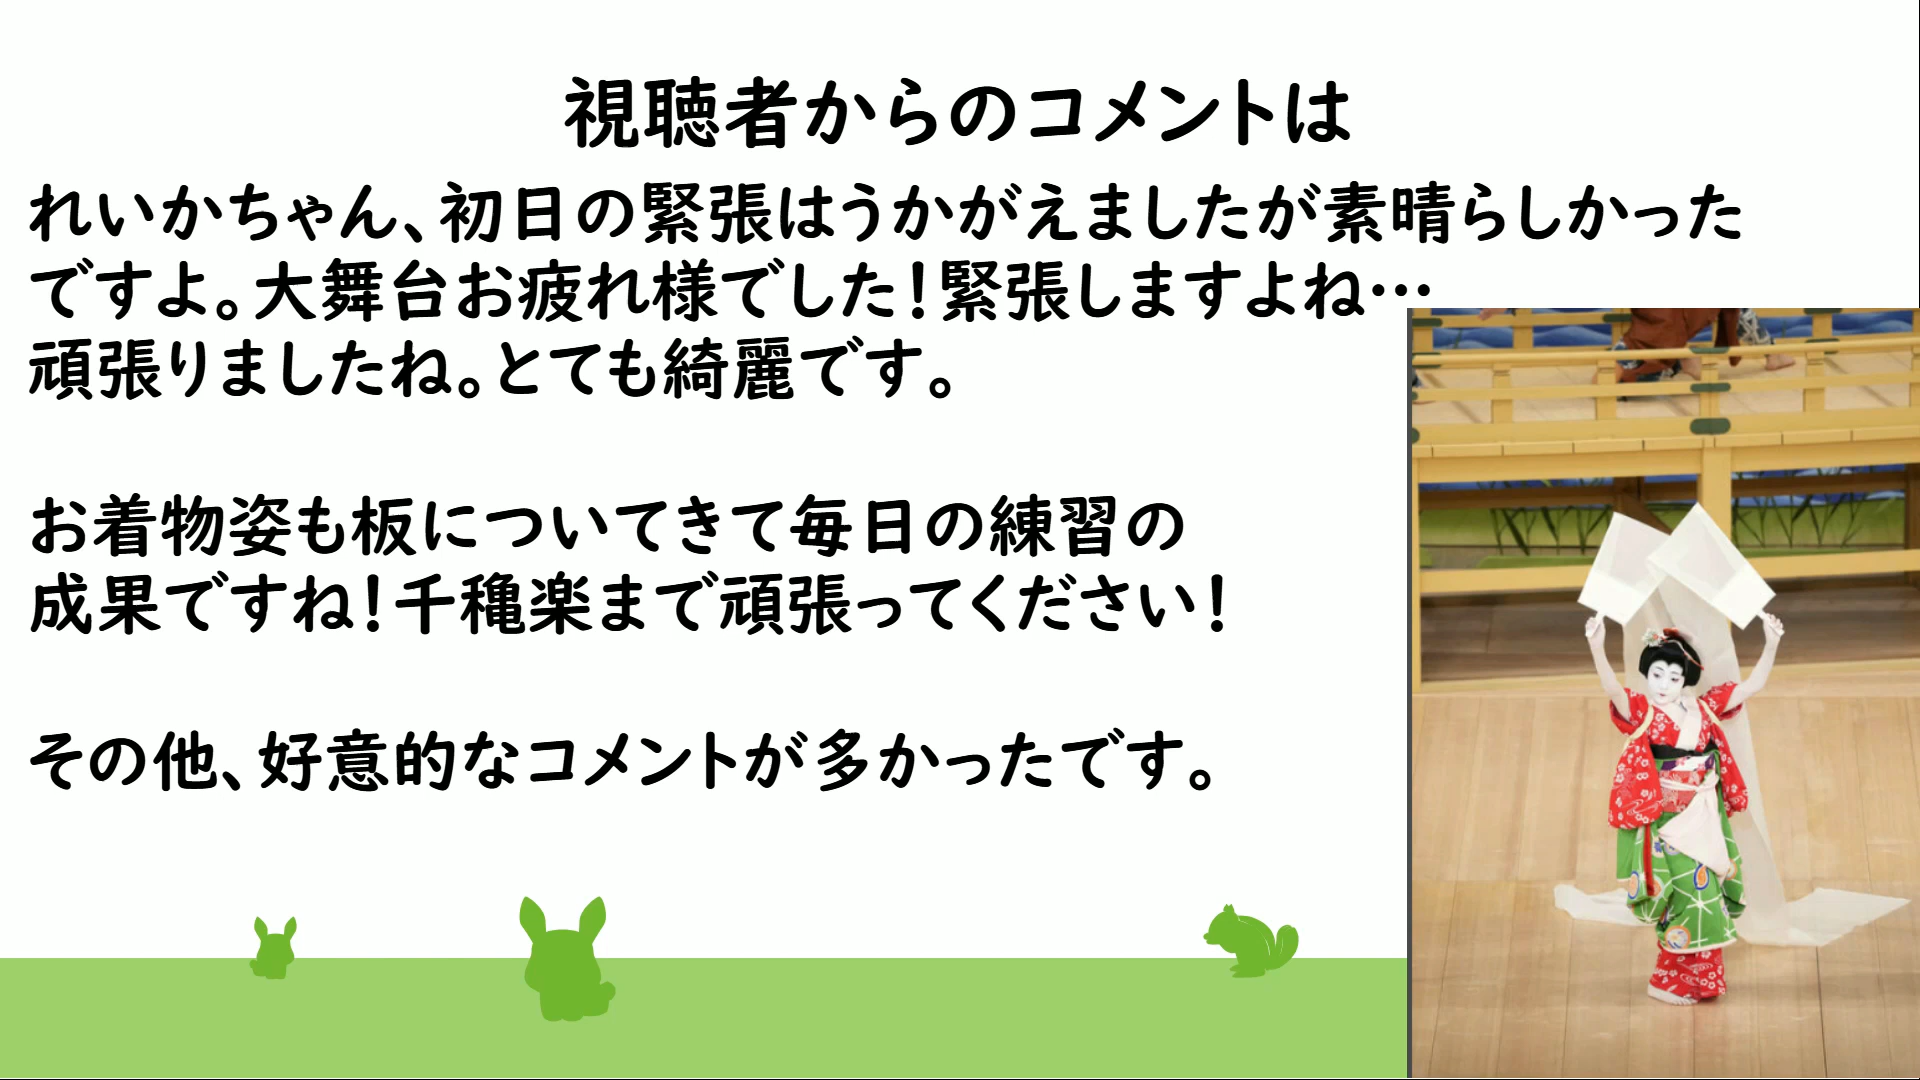 視聴者からのコメントは
れいかちゃん、初日の緊張はうかがえましたが素晴らしかった
ですよ。大舞台お疲れ様でした！緊張しますよね…
頑張りましたね。とても綺麗です。
お着物姿も板についてきて毎日の練習の
成果ですね！千穐楽まで頑張ってください！
その他、好意的なコメントが多かったです。